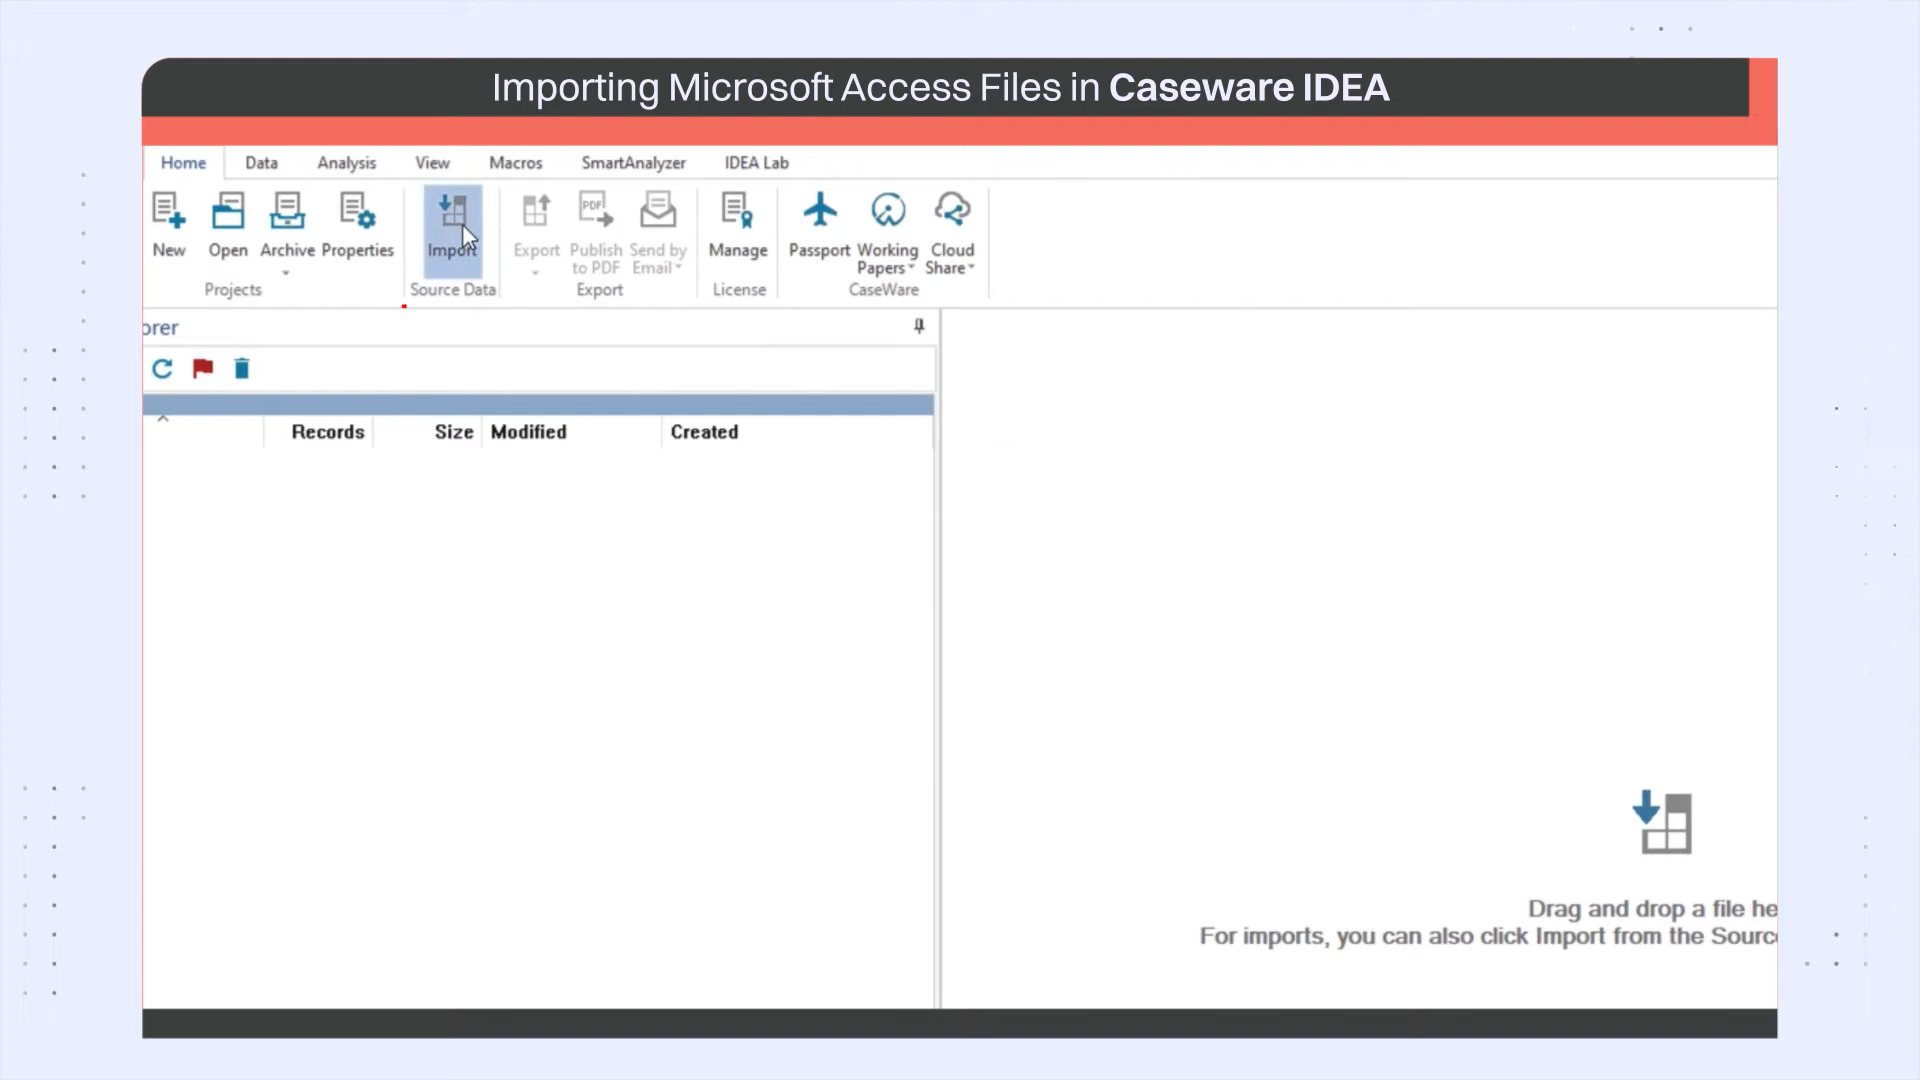 Importing Microsoft Access Files in Caseware IDEA
Home Data Analysis View Macros SmartAnalyzer IDEA Lab
New Open Archive Properties Import Export Publish to PDF Send by Email Manage Passport Working Papers Cloud Share
Projects Source Data Export License CaseWare
orer
Records Size Modified Created
Drag and drop a file he
For imports, you can also click Import from the Sourc